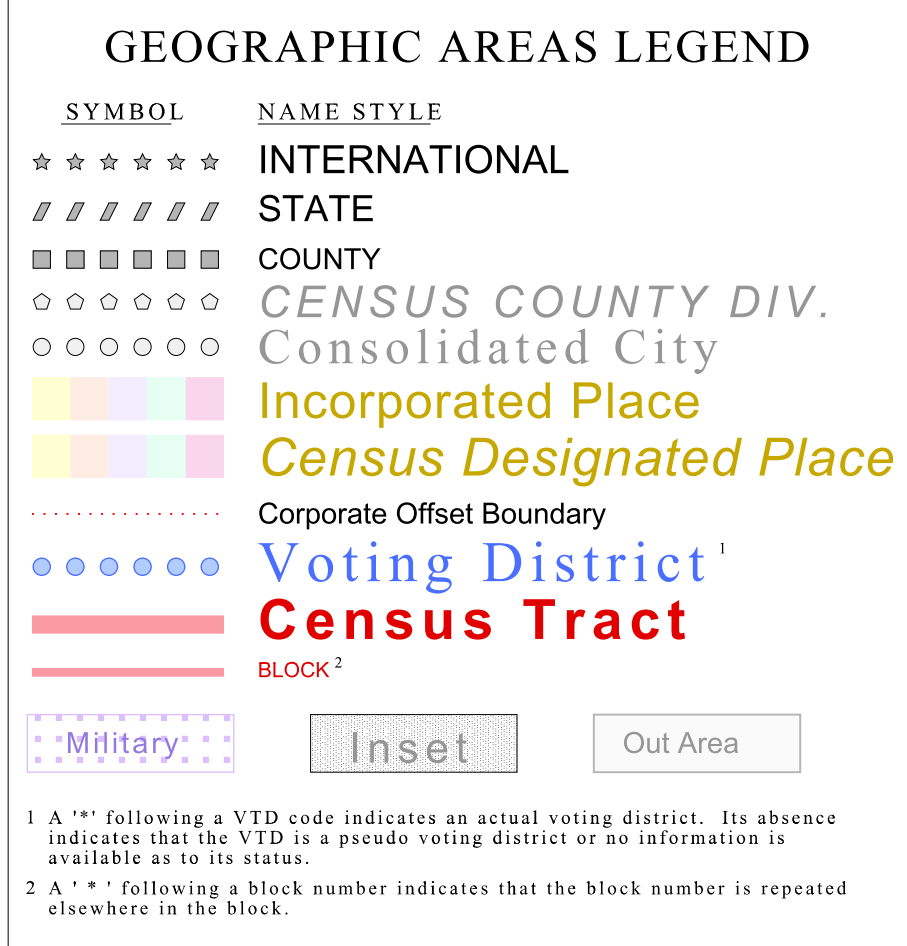 GEOGRAPHIC AREAS LEGEND
SYMBOL NAME STYLE
INTERNATIONAL
STATE
COUNTY
CENSUS COUNTY DIV.
Consolidated City
Incorporated Place
Census Designated Place
Corporate Offset Boundary
Voting District 1
Census Tract
BLOCK 2
Military Inset Out Area
1 A '*' following a VTD code indicates an actual voting district. Its absence
indicates that the VTD is a pseudo voting district or no information is
available as to its status.
2 A ' * ' following a block number indicates that the block number is repeated
elsewhere in the block.